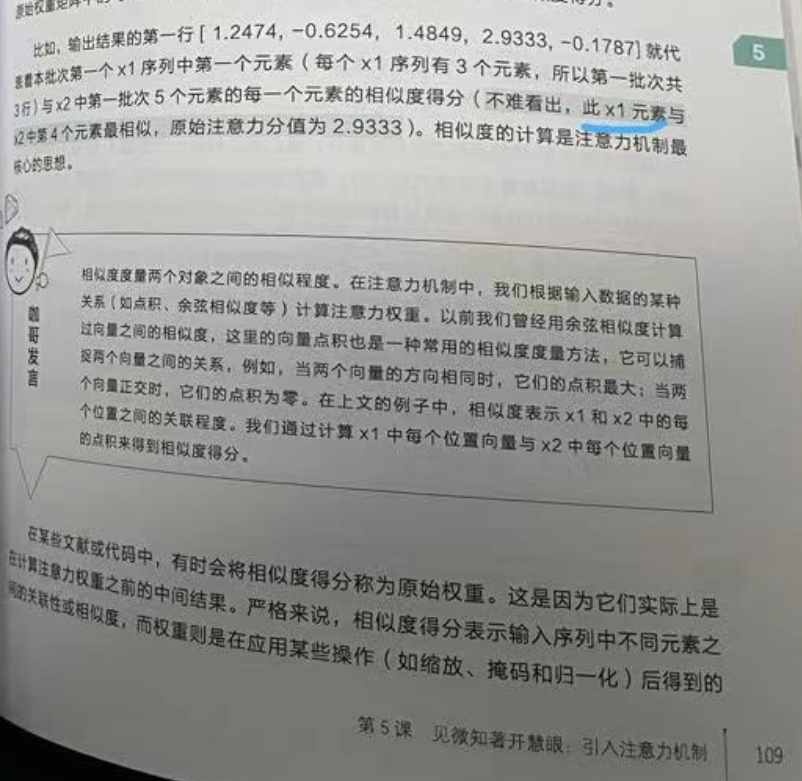 原始权重矩阵中的
得分。
比如，输出结果的第一行[ 1.2474, -0.6254, 1.4849, 2.9333, -0.1787]就代
表着本批次第一个x1序列中第一个元素（每个x1序列有3个元素，所以第一批次共
3行）与x2中第一批次5个元素的每一个元素的相似度得分（不难看出，此x1元素与
x2中第4个元素最相似，原始注意力分值为2.9333）。相似度的计算是注意力机制最
核心的思想。
5
咖哥发言
相似度度量两个对象之间的相似程度。在注意力机制中，我们根据输入数据的某种
关系（如点积、余弦相似度等）计算注意力权重。以前我们曾经用余弦相似度计算
过向量之间的相似度，这里的向量点积也是一种常用的相似度度量方法，它可以捕
捉两个向量之间的关系，例如，当两个向量的方向相同时，它们的点积最大；当两
个向量正交时，它们的点积为零。在上文的例子中，相似度表示x1和x2中的每
个位置之间的关联程度。我们通过计算x1中每个位置向量与x2中每个位置向量
的点积来得到相似度得分。
在某些文献或代码中，有时会将相似度得分称为原始权重。这是因为它们实际上是
在计算注意力权重之前的中间结果。严格来说，相似度得分表示输入序列中不同元素之
间的关联性或相似度，而权重则是在应用某些操作（如缩放、掩码和归一化）后得到的
第5课 见微知著开慧眼：引入注意力机制 109